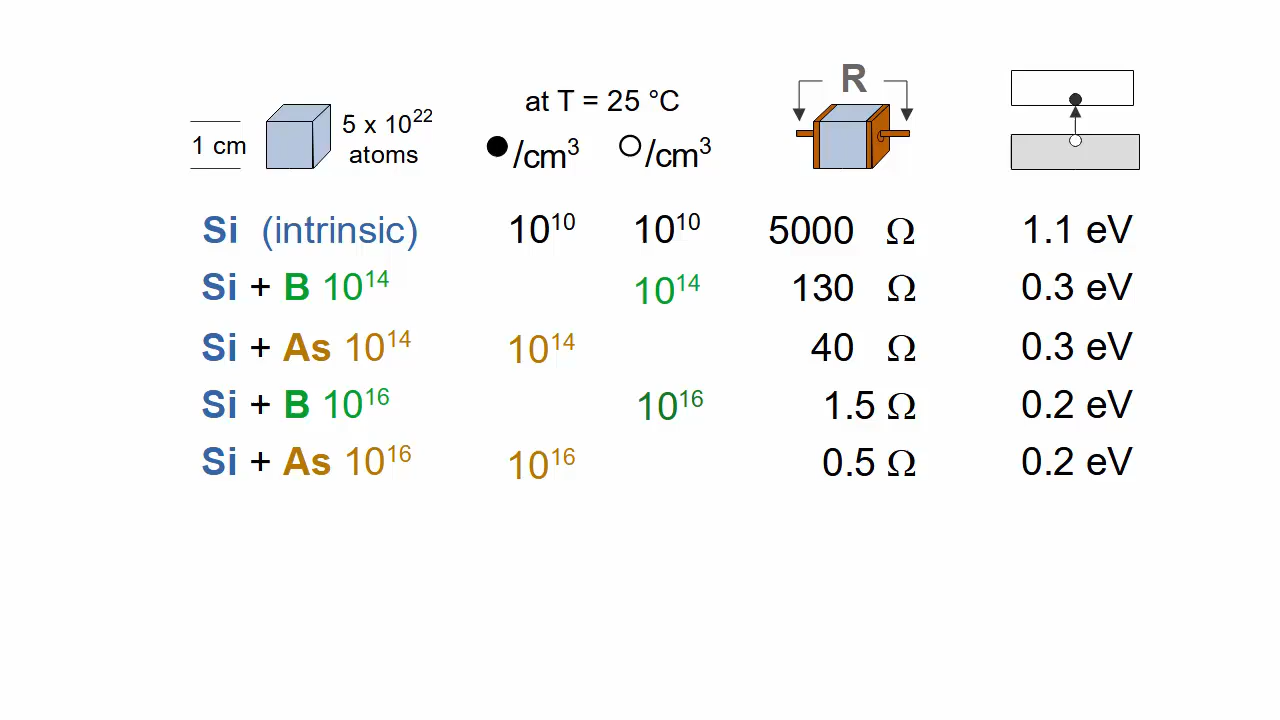 R
at T = 25 °C
1 cm
5 x 10²²
atoms
●/cm³ ○/cm³
Si (intrinsic) 10¹⁰ 10¹⁰ 5000 Ω 1.1 eV
Si + B 10¹⁴ 10¹⁴ 130 Ω 0.3 eV
Si + As 10¹⁴ 10¹⁴ 40 Ω 0.3 eV
Si + B 10¹⁶ 10¹⁶ 1.5 Ω 0.2 eV
Si + As 10¹⁶ 10¹⁶ 0.5 Ω 0.2 eV